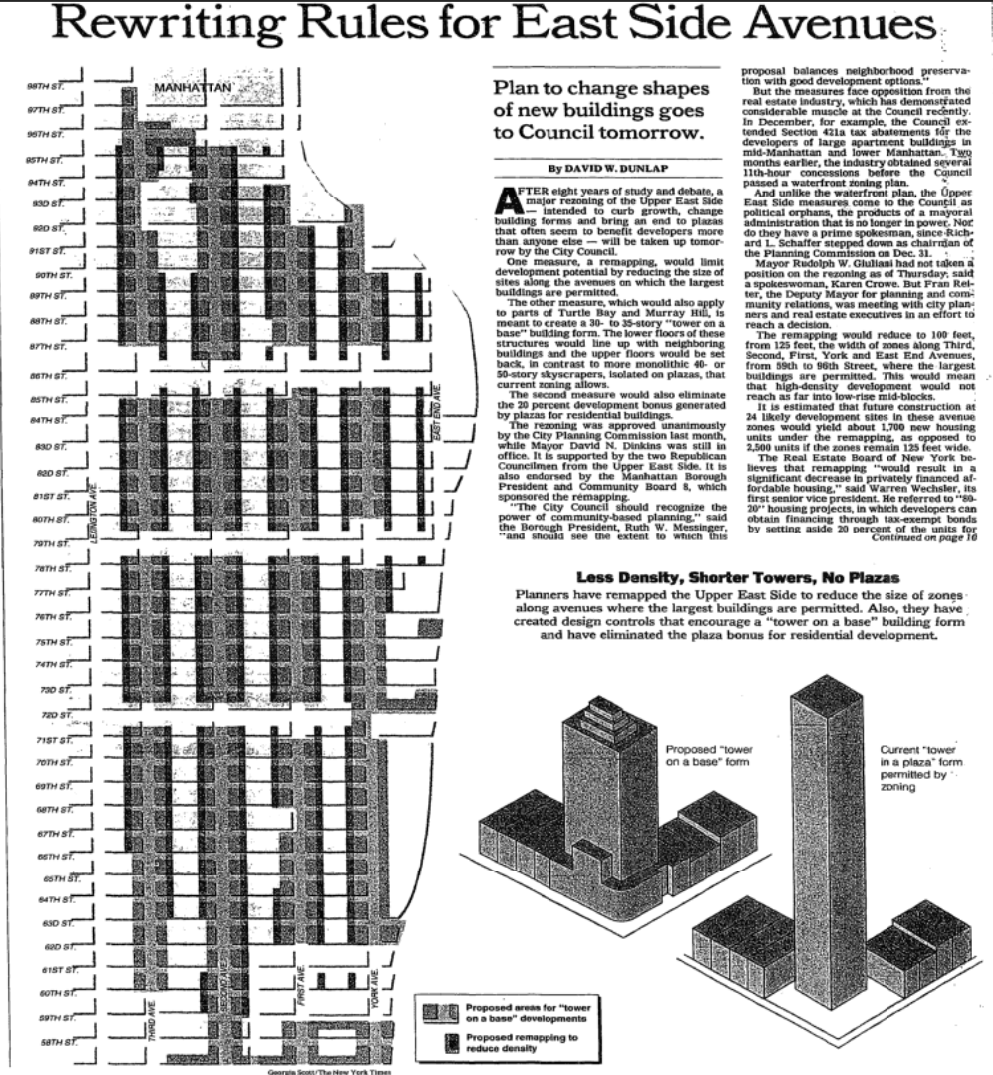 Rewriting Rules for East Side Avenues
98TH ST.
MANHATTAN
97TH ST.
96TH ST.
95TH ST.
94TH ST.
93D ST.
92D ST.
91ST ST.
90TH ST.
89TH ST.
88TH ST.
87TH ST.
86TH ST.
85TH ST.
84TH ST.
83D ST.
82D ST.
81ST ST.
80TH ST.
79TH ST.
78TH ST.
77TH ST.
76TH ST.
75TH ST.
74TH ST.
73D ST.
72D ST.
71ST ST.
70TH ST.
69TH ST.
68TH ST.
67TH ST.
66TH ST.
65TH ST.
64TH ST.
63D ST.
62D ST.
61ST ST.
60TH ST.
59TH ST.
58TH ST.
LEXINGTON AVE.
THIRD AVE.
SECOND AVE.
FIRST AVE.
YORK AVE.
EAST END AVE.
Proposed areas for "tower
on a base" developments
Proposed remapping to
reduce density
Georgia Scott/The New York Times
Plan to change shapes
of new buildings goes
to Council tomorrow.
By DAVID W. DUNLAP
AFTER eight years of study and debate, a
major rezoning of the Upper East Side
— intended to curb growth, change
building forms and bring an end to plazas
that often seem to benefit developers more
than anyone else — will be taken up tomor-
row by the City Council.
One measure, a remapping, would limit
development potential by reducing the size of
sites along the avenues on which the largest
buildings are permitted.
The other measure, which would also apply
to parts of Turtle Bay and Murray Hill, is
meant to create a 30- to 35-story "tower on a
base" building form. The lower floors of these
structures would line up with neighboring
buildings and the upper floors would be set
back, in contrast to more monolithic 40- or
50-story skyscrapers, isolated on plazas, that
current zoning allows.
The second measure would also eliminate
the 20 percent development bonus generated
by plazas for residential buildings.
The rezoning was approved unanimously
by the City Planning Commission last month,
while Mayor David N. Dinkins was still in
office. It is supported by the two Republican
Councilmen from the Upper East Side. It is
also endorsed by the Manhattan Borough
President and Community Board 8, which
sponsored the remapping.
"The City Council should recognize the
power of community-based planning," said
the Borough President, Ruth W. Messinger,
"and should see the extent to which this
proposal balances neighborhood preserva-
tion with good development options."
But the measures face opposition from the
real estate industry, which has demonstrated
considerable muscle at the Council recently.
In December, for example, the Council ex-
tended Section 421a tax abatements for the
developers of large apartment buildings in
mid-Manhattan and lower Manhattan. Two
months earlier, the industry obtained several
11th-hour concessions before the Council
passed a waterfront zoning plan.
And unlike the waterfront plan, the Upper
East Side measures come to the Council as
political orphans, the products of a mayoral
administration that is no longer in power. Nor
do they have a prime spokesman, since Rich-
ard L. Schaffer stepped down as chairman of
the Planning Commission on Dec. 31.
Mayor Rudolph W. Giuliani had not taken a
position on the rezoning as of Thursday, said
a spokeswoman, Karen Crowe. But Fran Rei-
ter, the Deputy Mayor for planning and com-
munity relations, was meeting with city plan-
ners and real estate executives in an effort to
reach a decision.
The remapping would reduce to 100 feet,
from 125 feet, the width of zones along Third,
Second, First, York and East End Avenues,
from 59th to 96th Street, where the largest
buildings are permitted. This would mean
that high-density development would not
reach as far into low-rise mid-blocks.
It is estimated that future construction at
24 likely development sites in these avenue
zones would yield about 1,700 new housing
units under the remapping, as opposed to
2,500 units if the zones remain 125 feet wide.
The Real Estate Board of New York be-
lieves that remapping "would result in a
significant decrease in privately financed af-
fordable housing," said Warren Wechsler, its
first senior vice president. He referred to "80-
20" housing projects, in which developers can
obtain financing through tax-exempt bonds
by setting aside 20 percent of the units for
Continued on page 10
Less Density, Shorter Towers, No Plazas
Planners have remapped the Upper East Side to reduce the size of zones
along avenues where the largest buildings are permitted. Also, they have
created design controls that encourage a "tower on a base" building form
and have eliminated the plaza bonus for residential development.
Proposed "tower
on a base" form
Current "tower
in a plaza" form
permitted by
zoning